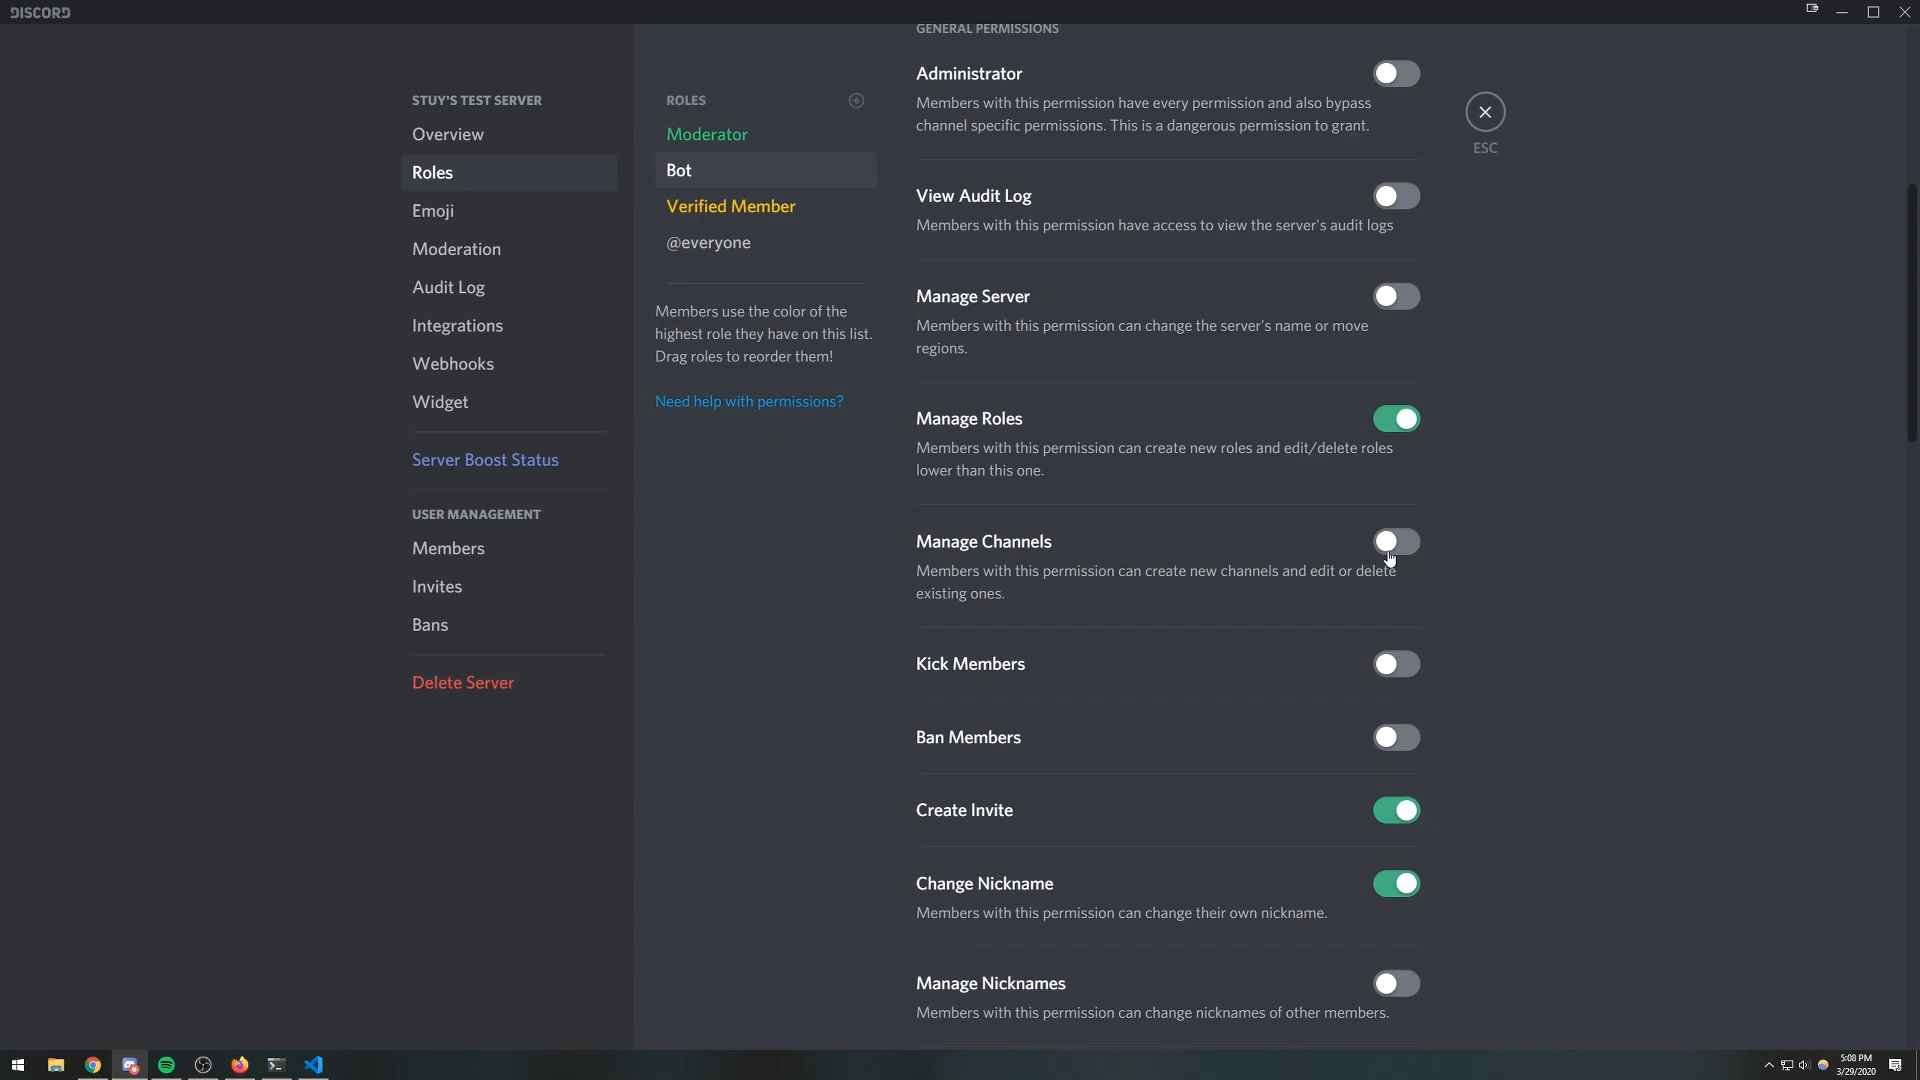 DISCORD
STUY'S TEST SERVER
Overview
Roles
Emoji
Moderation
Audit Log
Integrations
Webhooks
Widget
Server Boost Status
USER MANAGEMENT
Members
Invites
Bans
Delete Server
ROLES
Moderator
Bot
Verified Member
@everyone
Members use the color of the
highest role they have on this list.
Drag roles to reorder them!
Need help with permissions?
GENERAL PERMISSIONS
Administrator
Members with this permission have every permission and also bypass
channel specific permissions. This is a dangerous permission to grant.
View Audit Log
Members with this permission have access to view the server's audit logs
Manage Server
Members with this permission can change the server's name or move
regions.
Manage Roles
Members with this permission can create new roles and edit/delete roles
lower than this one.
Manage Channels
Members with this permission can create new channels and edit or delete
existing ones.
Kick Members
Ban Members
Create Invite
Change Nickname
Members with this permission can change their own nickname.
Manage Nicknames
Members with this permission can change nicknames of other members.
ESC
5:08 PM
3/29/2020